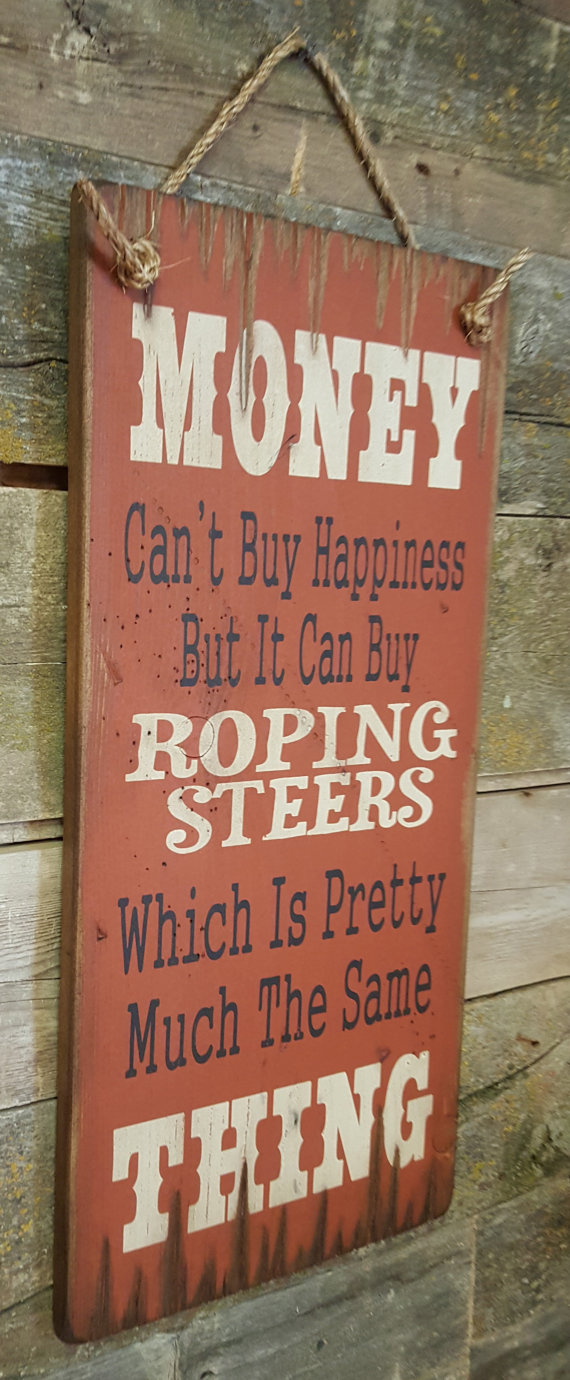 MONEY
Can't Buy Happiness
But It Can Buy
ROPING
STEERS
Which Is Pretty
Much The Same
THING